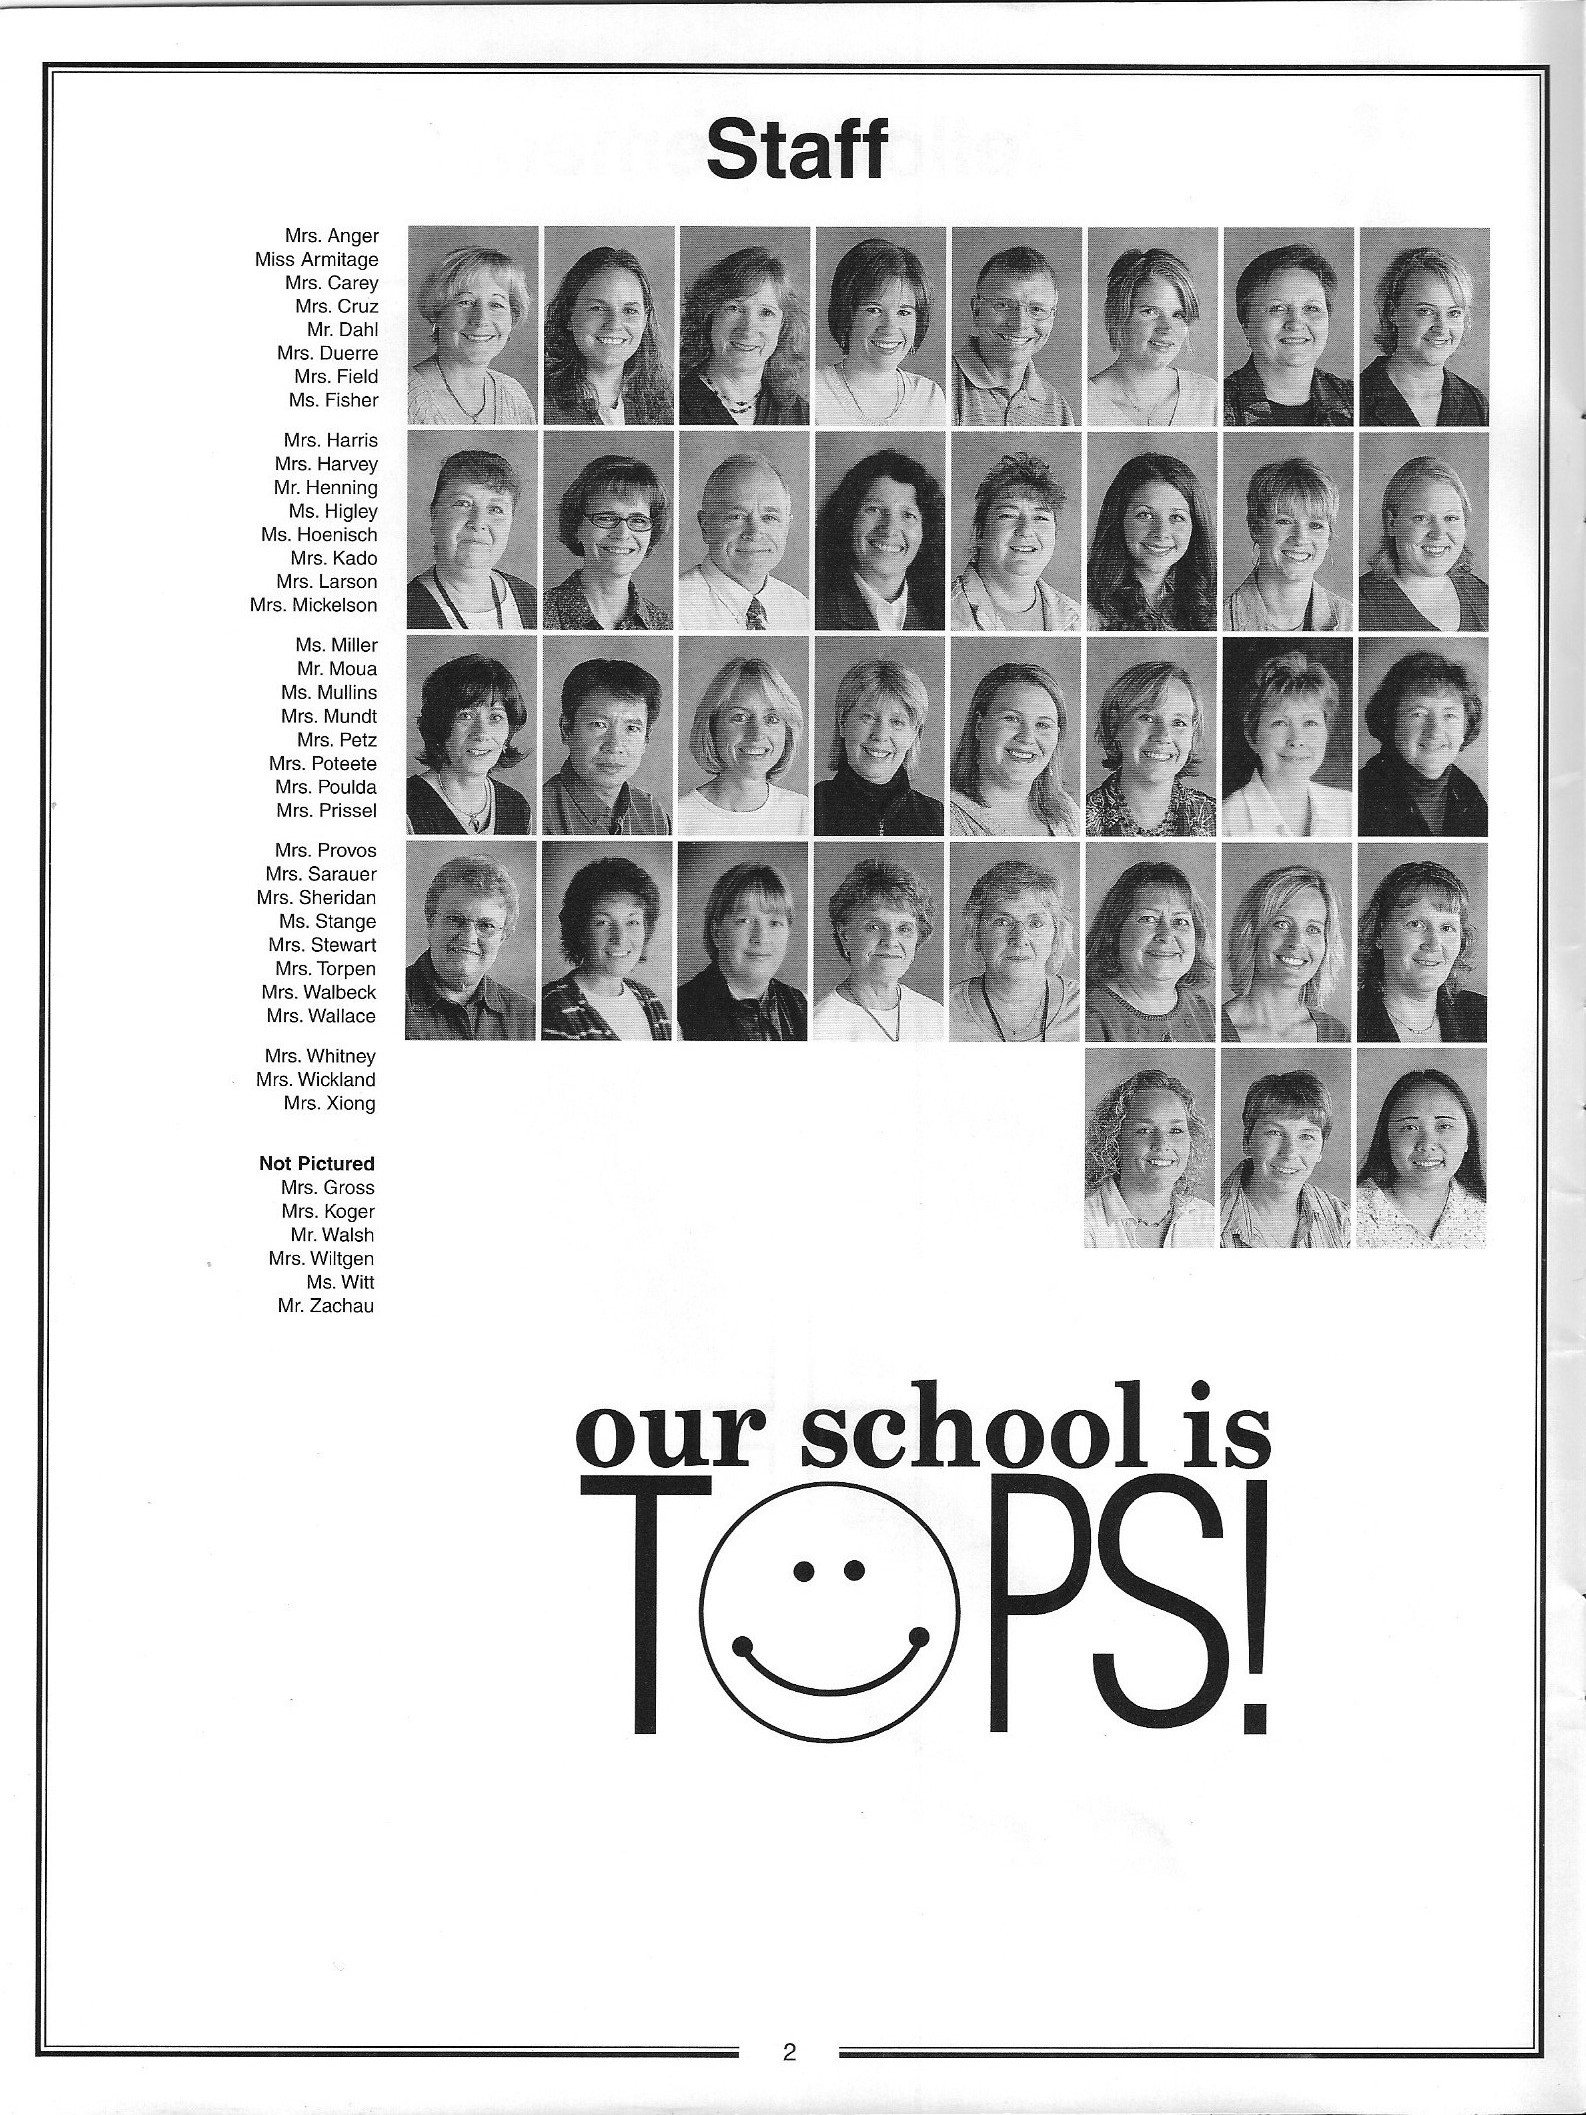 Staff
Mrs. Anger
Miss Armitage
Mrs. Carey
Mrs. Cruz
Mr. Dahl
Mrs. Duerre
Mrs. Field
Ms. Fisher
Mrs. Harris
Mrs. Harvey
Mr. Henning
Ms. Higley
Ms. Hoenisch
Mrs. Kado
Mrs. Larson
Mrs. Mickelson
Ms. Miller
Mr. Moua
Ms. Mullins
Mrs. Mundt
Mrs. Petz
Mrs. Poteete
Mrs. Poulda
Mrs. Prissel
Mrs. Provos
Mrs. Sarauer
Mrs. Sheridan
Ms. Stange
Mrs. Stewart
Mrs. Torpen
Mrs. Walbeck
Mrs. Wallace
Mrs. Whitney
Mrs. Wickland
Mrs. Xiong
Not Pictured
Mrs. Gross
Mrs. Koger
Mr. Walsh
Mrs. Wiltgen
Ms. Witt
Mr. Zachau
our school is
TOPS!
2